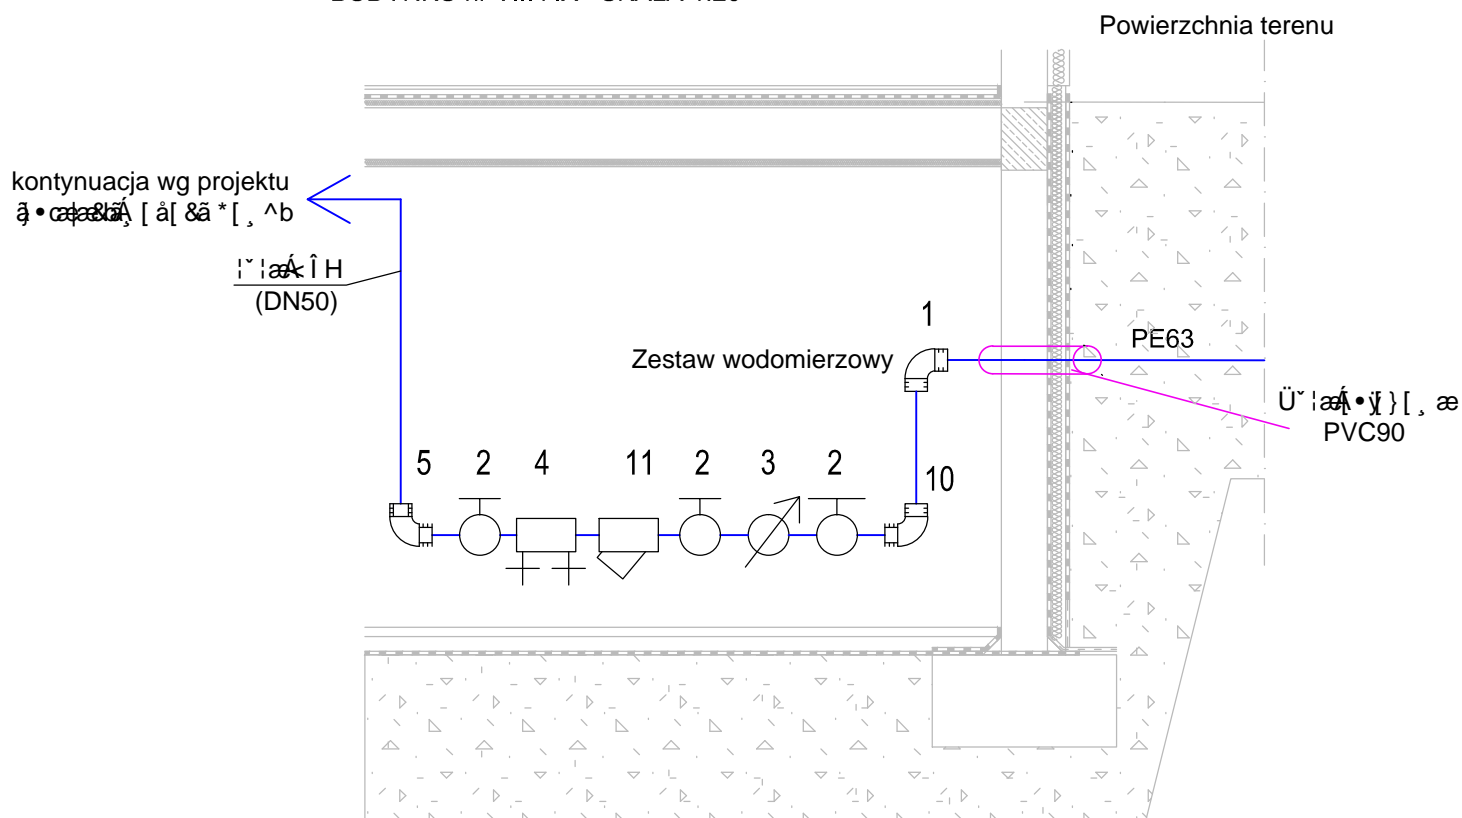 Powierzchnia terenu
kontynuacja wg projektu
(DN50)
1
Zestaw wodomierzowy
PE63
PVC90
5 2 4 11 2 3 2 10